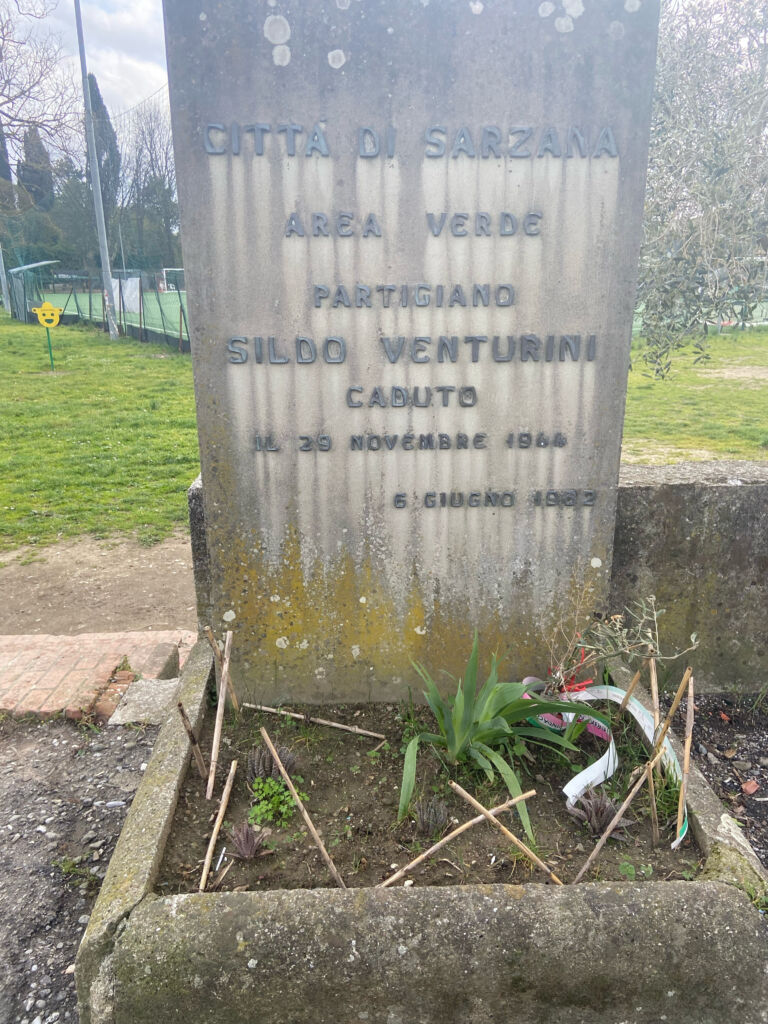 CITTÀ DI SARZANA
AREA VERDE
PARTIGIANO
SILDO VENTURINI
CADUTO
IL 29 NOVEMBRE 1944
6 GIUGNO 1982